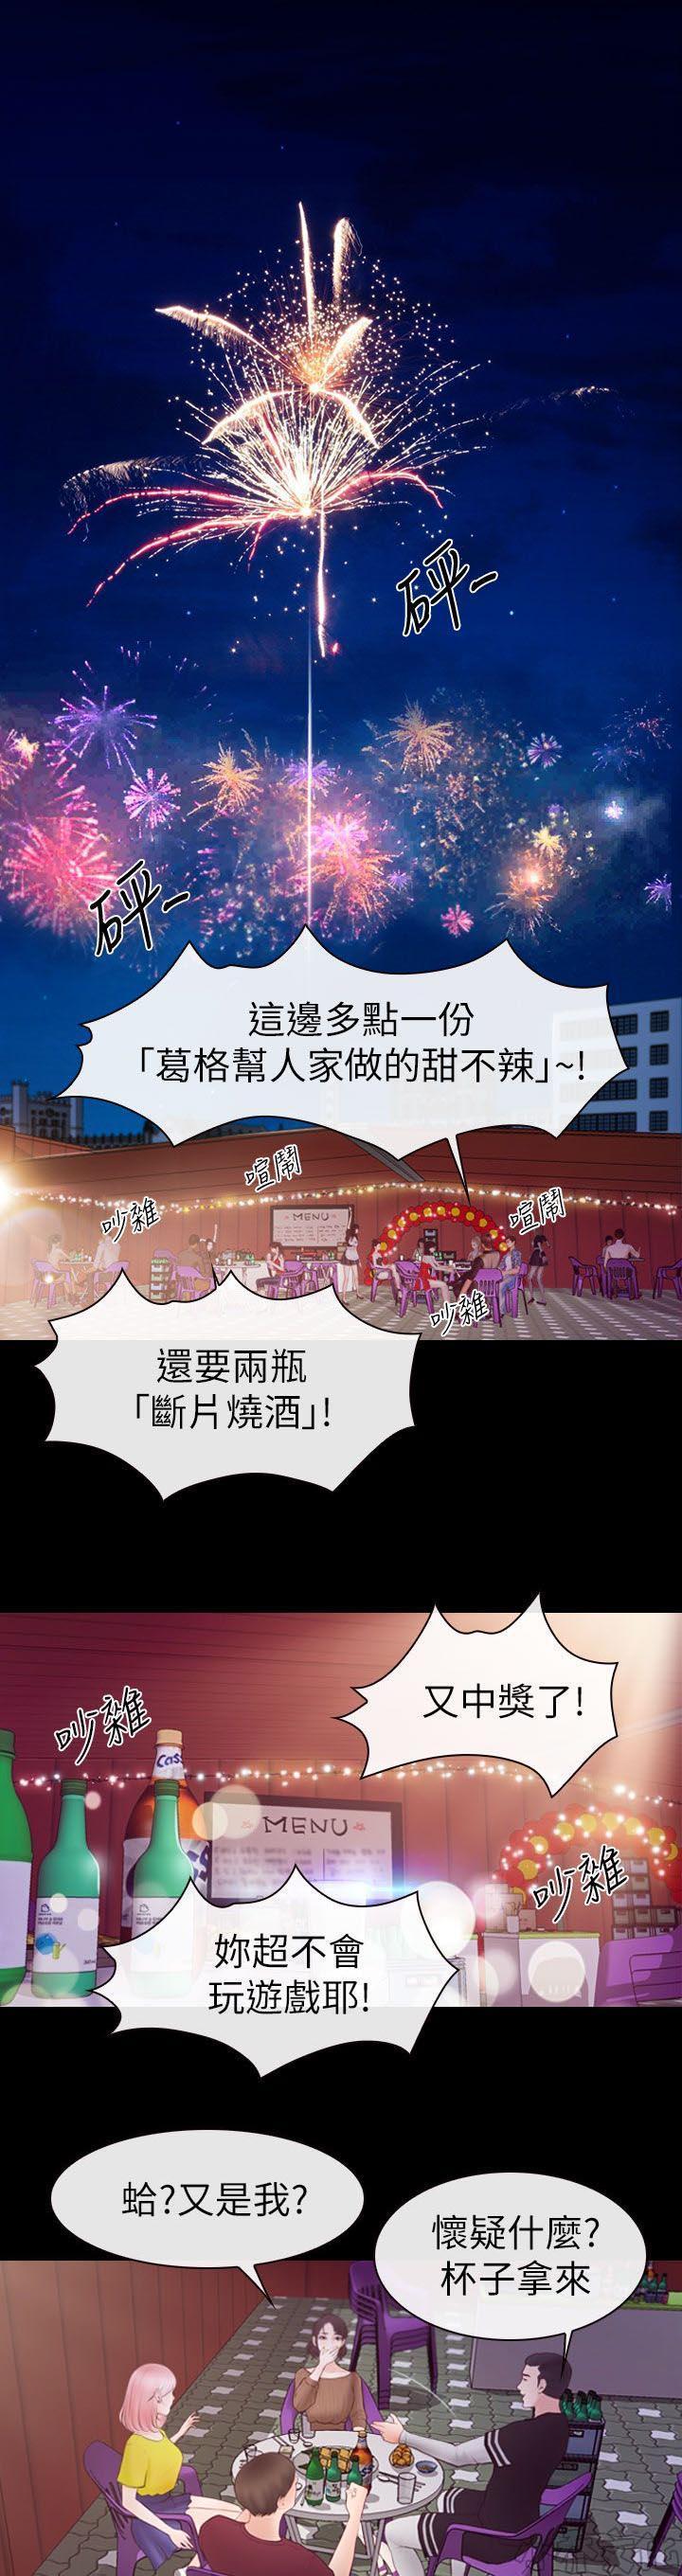 砰-
砰-
這邊多點一份
「葛格幫人家做的甜不辣」~!
喧鬧
吵雜
喧鬧
MENU
吵雜
還要兩瓶
「斷片燒酒」!
又中獎了!
吵雜
Cass
MENU
吵雜
妳超不會
玩遊戲耶!
蛤?又是我?
懷疑什麼?
杯子拿來